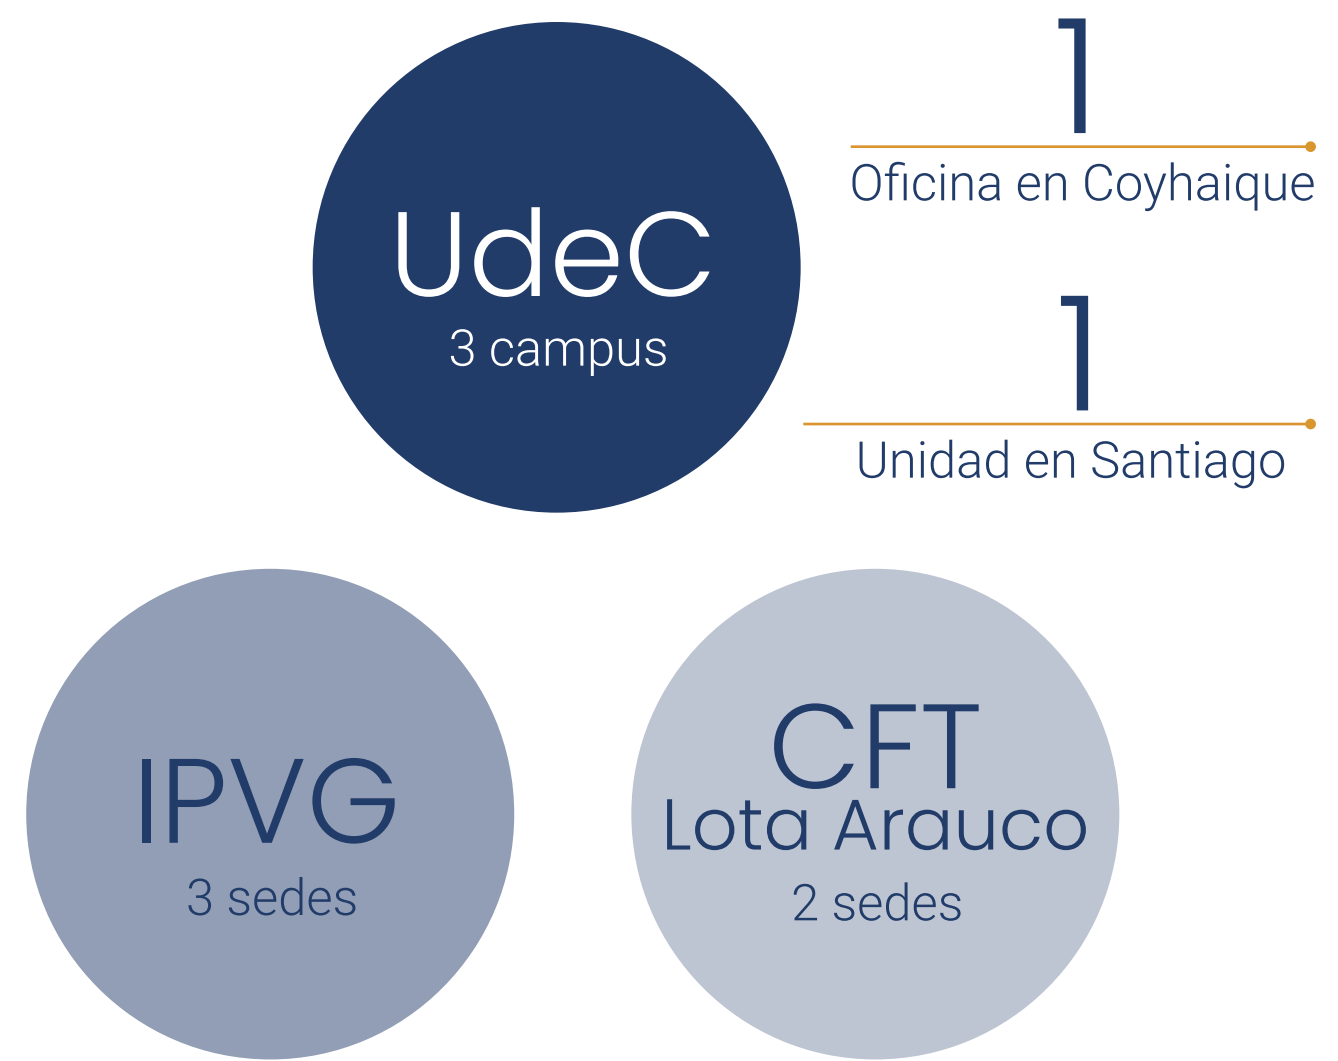 UdeC
3 campus
1
Oficina en Coyhaique
1
Unidad en Santiago
IPVG
3 sedes
CFT
Lota Arauco
2 sedes